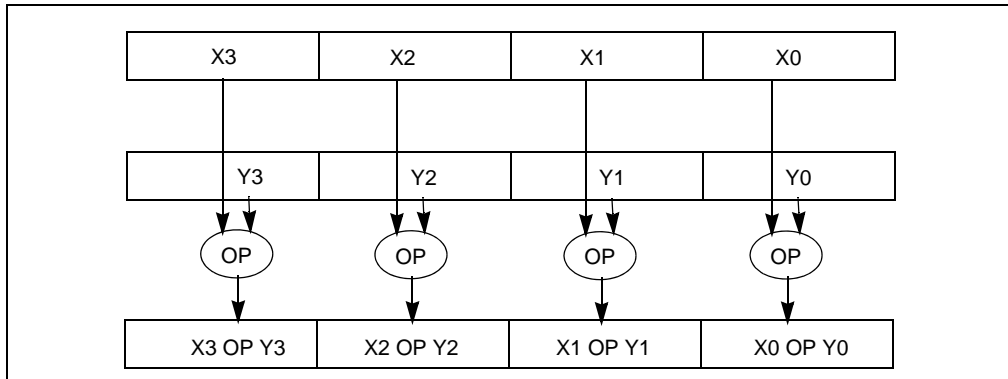 X3 X2 X1 X0
Y3 Y2 Y1 Y0
OP OP OP OP
X3 OP Y3 X2 OP Y2 X1 OP Y1 X0 OP Y0